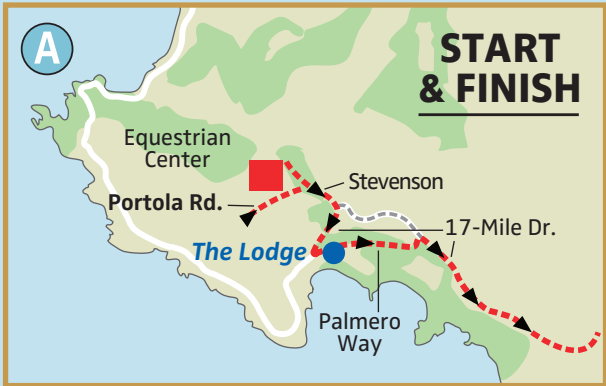 A
START
& FINISH
Equestrian
Center
Stevenson
Portola Rd.
17-Mile Dr.
The Lodge
Palmero
Way